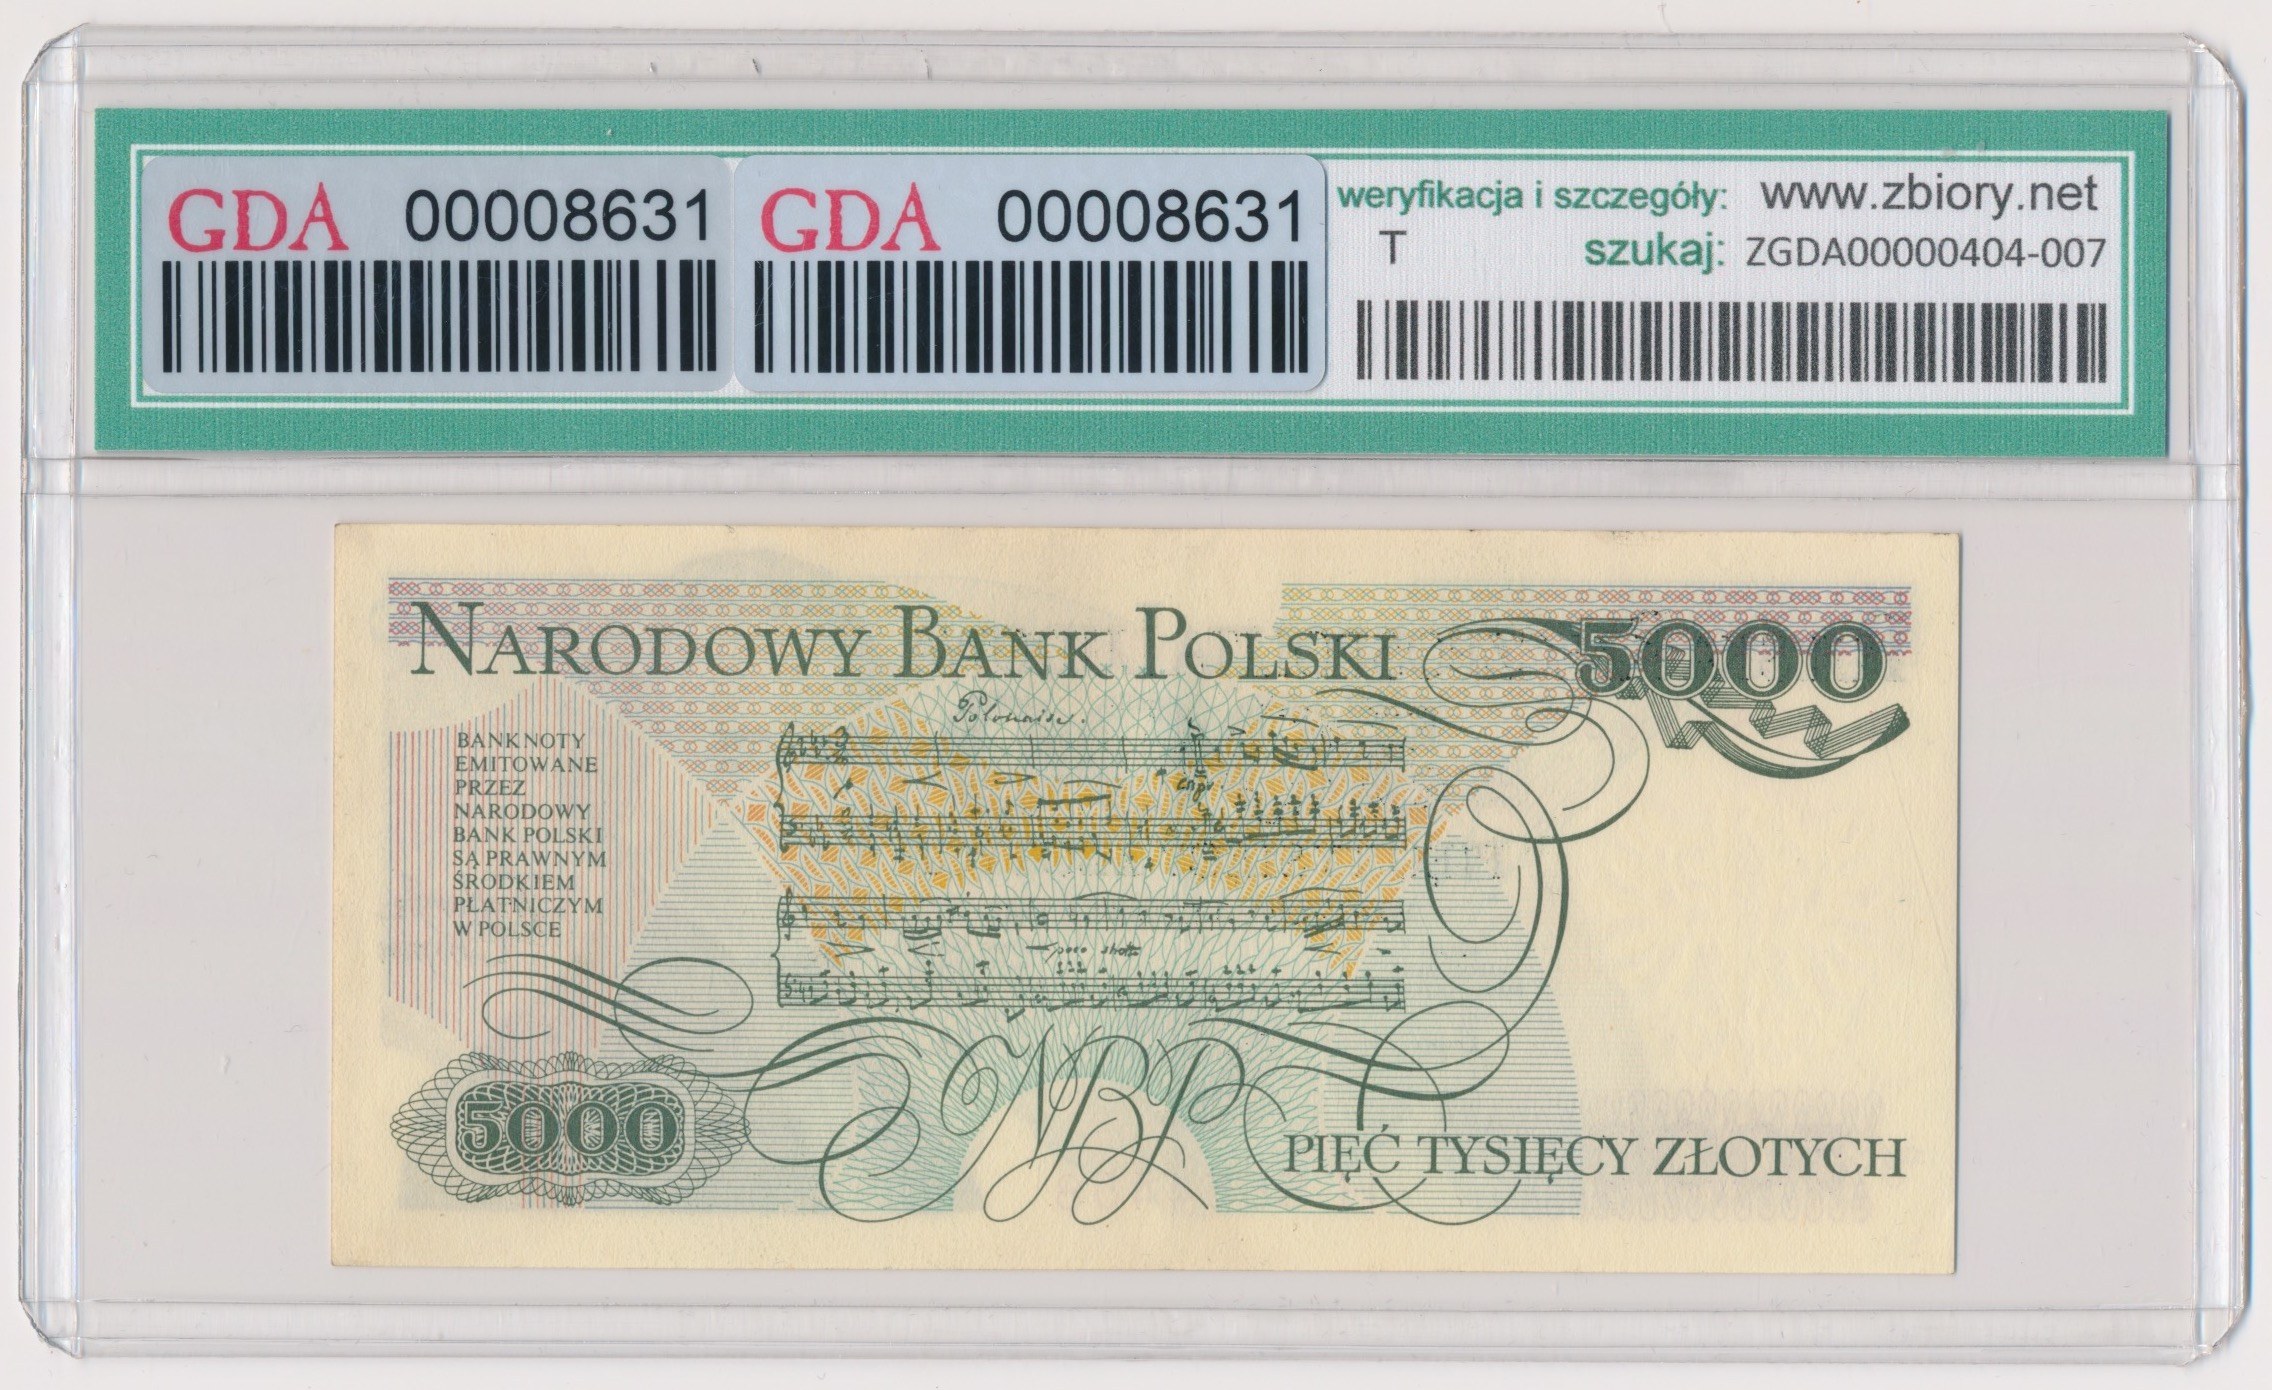 GDA 00008631
GDA 00008631
weryfikacja i szczegóły: www.zbiory.net
T szukaj: ZGDA00000404-007
NARODOWY BANK POLSKI 5000
Polonaise.
BANKNOTY
EMITOWANE
PRZEZ
NARODOWY
BANK POLSKI
SĄ PRAWNYM
ŚRODKIEM
PŁATNICZYM
W POLSCE
poco
5000
NBP
PIĘĆ TYSIĘCY ZŁOTYCH